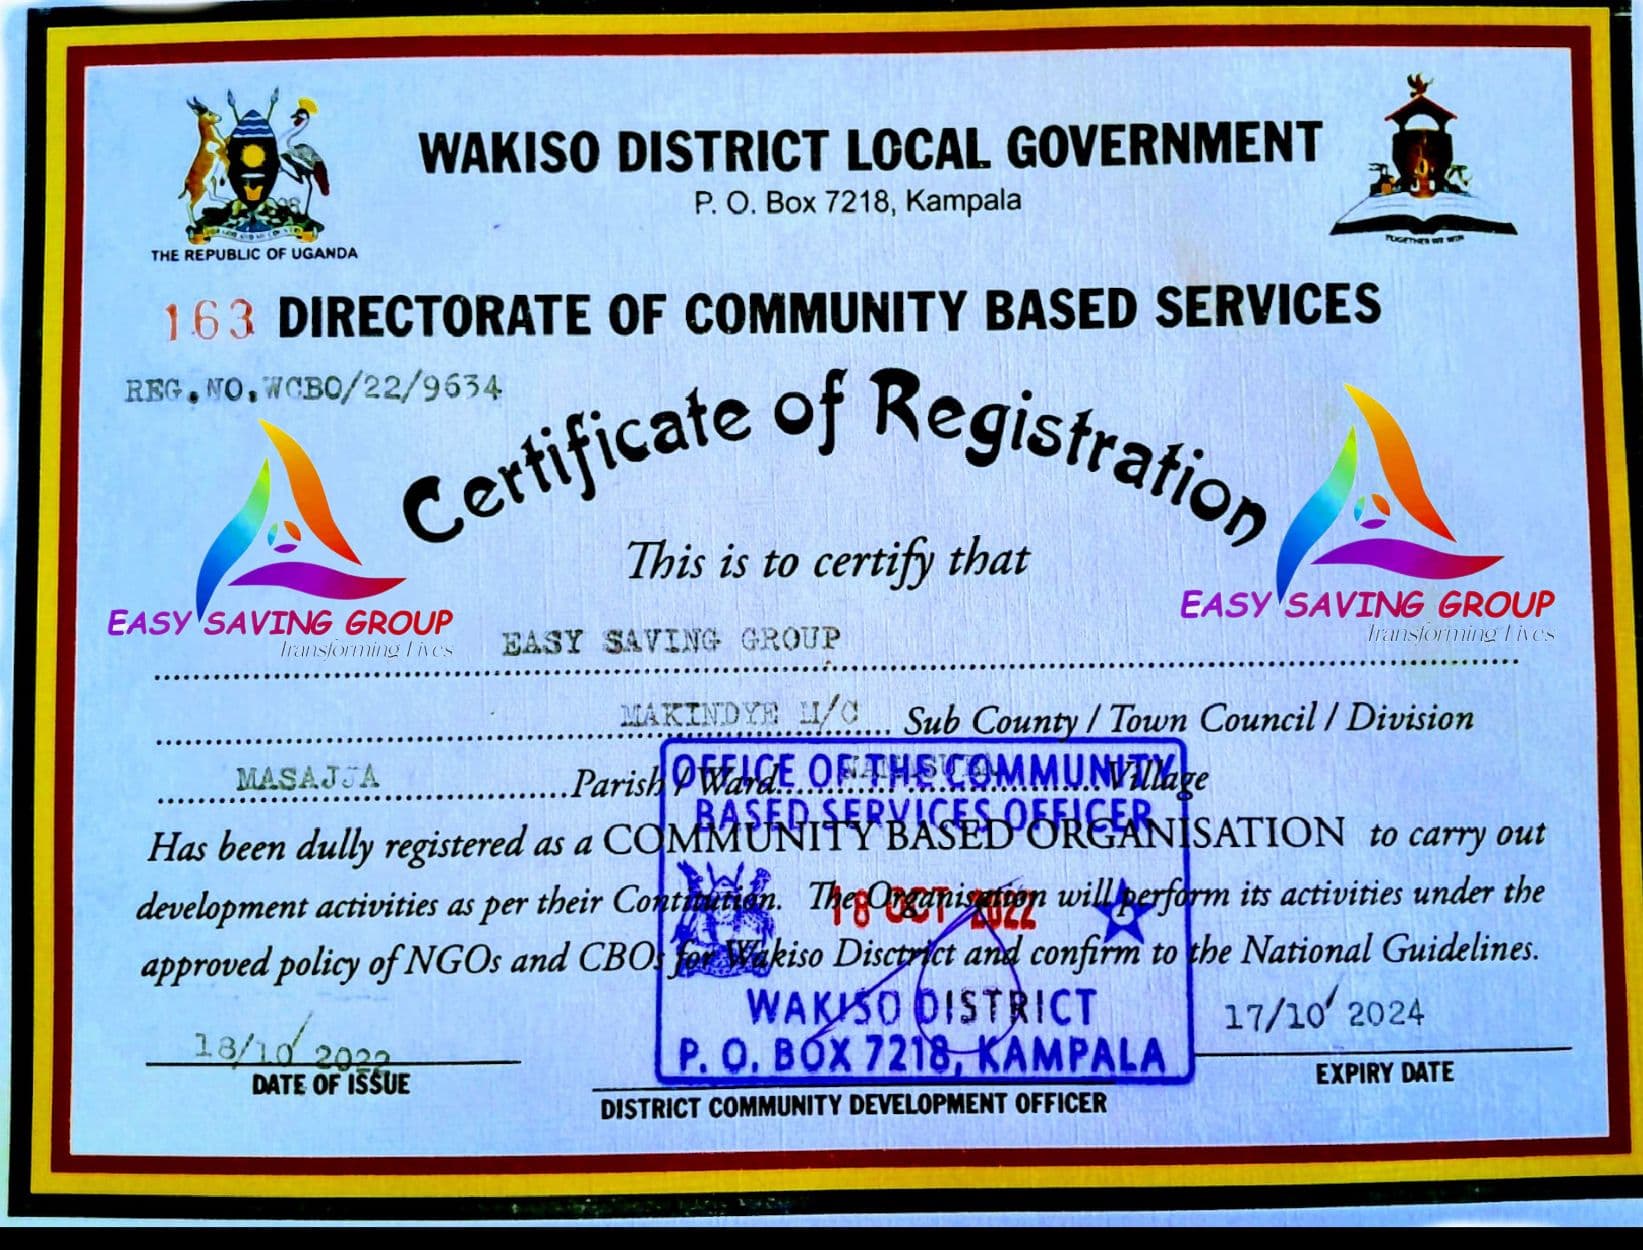 WAKISO DISTRICT LOCAL GOVERNMENT
P. O. Box 7218, Kampala
THE REPUBLIC OF UGANDA
TOGETHER WE WIN
163 DIRECTORATE OF COMMUNITY BASED SERVICES
REG.NO.WCBO/22/9634
Certificate of Registration
This is to certify that
EASY SAVING GROUP
Transforming Lives
EASY SAVING GROUP
Transforming Lives
EASY SAVING GROUP
MAKINDYE M/C Sub County / Town Council / Division
MASAJJA Parish / Ward Village
Has been dully registered as a COMMUNITY BASED ORGANISATION to carry out
development activities as per their Contitution. The Organisation will perform its activities under the
approved policy of NGOs and CBOs for Wakiso Disctrict and confirm to the National Guidelines.
OFFICE OF THE COMMUNITY
BASED SERVICES OFFICER
18 OCT 2022
WAKISO DISTRICT
P. O. BOX 7218, KAMPALA
18/10/2022
DATE OF ISSUE
DISTRICT COMMUNITY DEVELOPMENT OFFICER
17/10/2024
EXPIRY DATE